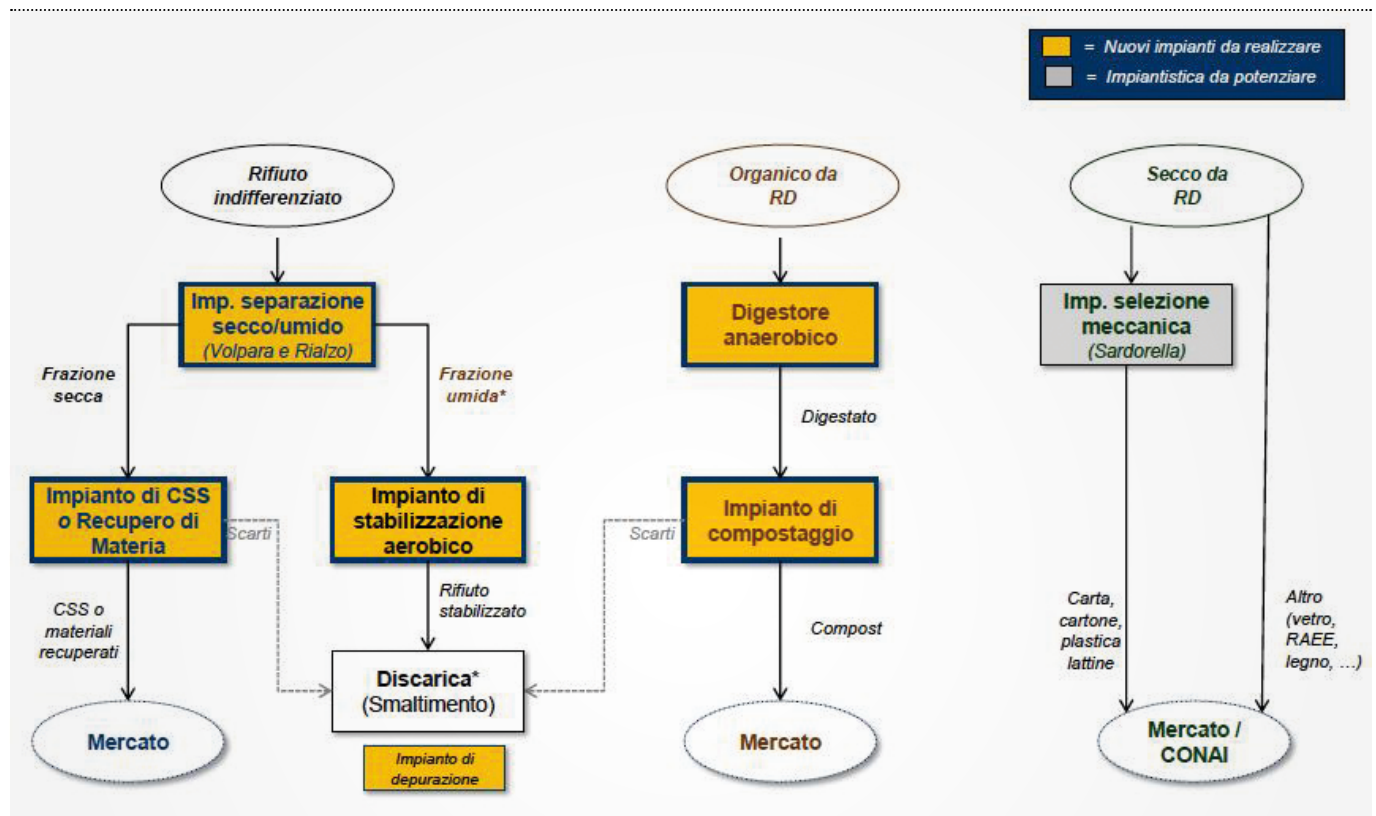 = Nuovi impianti da realizzare
= Impiantistica da potenziare
Rifiuto
indifferenziato
Organico da
RD
Secco da
RD
Imp. separazione
secco/umido
(Volpara e Rialzo)
Digestore
anaerobico
Imp. selezione
meccanica
(Sardorella)
Frazione
secca
Frazione
umida*
Digestato
Impianto di CSS
o Recupero di
Materia
Scarti
Impianto di
stabilizzazione
aerobico
Scarti
Impianto di
compostaggio
CSS o
materiali
recuperati
Rifiuto
stabilizzato
Compost
Carta,
cartone,
plastica
lattine
Altro
(vetro,
RAEE,
legno, ...)
Discarica*
(Smaltimento)
Mercato
Impianto di
depurazione
Mercato
Mercato /
CONAI